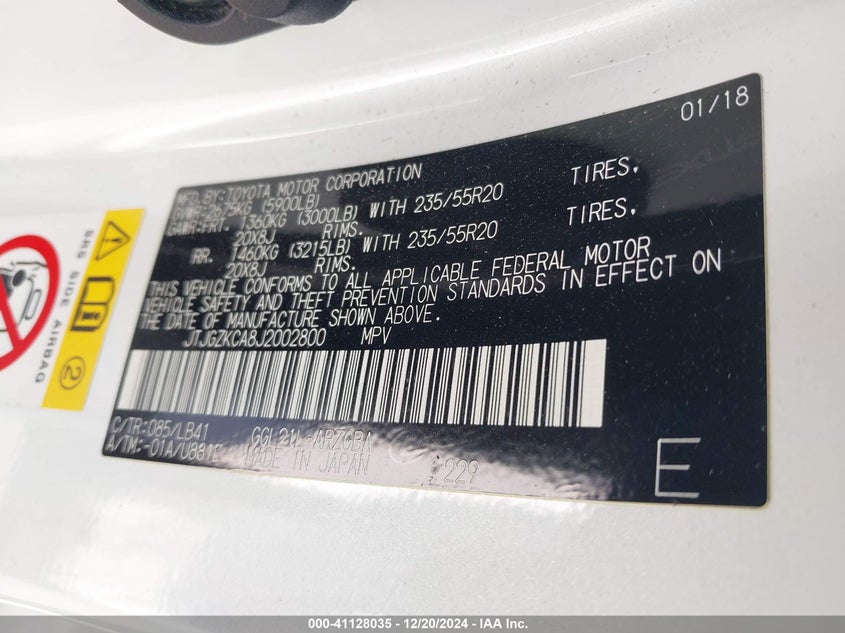 01/18
MFD.BY:TOYOTA MOTOR CORPORATION
GVWR:2675KG (5900LB)
GAWR:FRT. 1360KG (3000LB) WITH 235/55R20 TIRES,
20X8J RIMS.
RR. 1460KG (3215LB) WITH 235/55R20 TIRES,
20X8J RIMS.
THIS VEHICLE CONFORMS TO ALL APPLICABLE FEDERAL MOTOR
VEHICLE SAFETY AND THEFT PREVENTION STANDARDS IN EFFECT ON
THE DATE OF MANUFACTURE SHOWN ABOVE.
JTJGZKCA8J2002800 MPV
C/TR:085/LB41 GGL21L-ARZGBA
A/TM:-01A/U881E MADE IN JAPAN 229
E
SRS SIDE AIRBAG
2
000-41128035 - 12/20/2024 - IAA Inc.